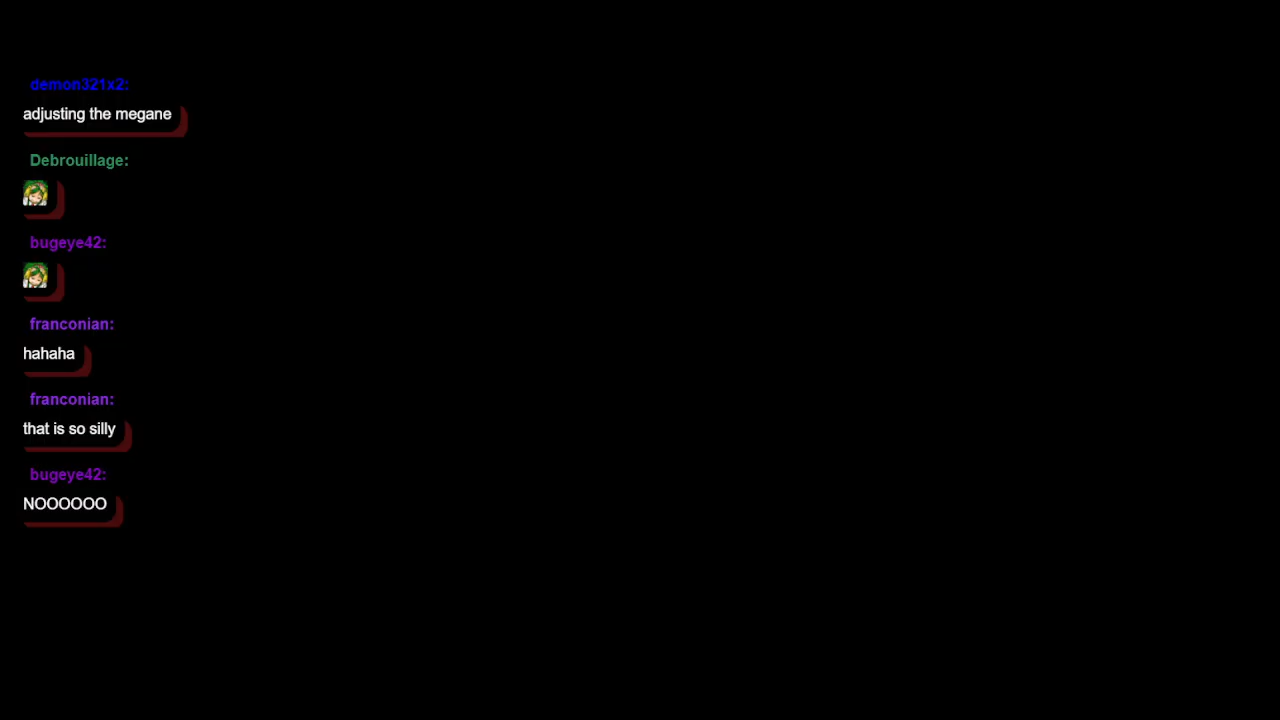 demon321x2:
adjusting the megane
Debrouillage:
bugeye42:
franconian:
hahaha
franconian:
that is so silly
bugeye42:
NOOOOOO